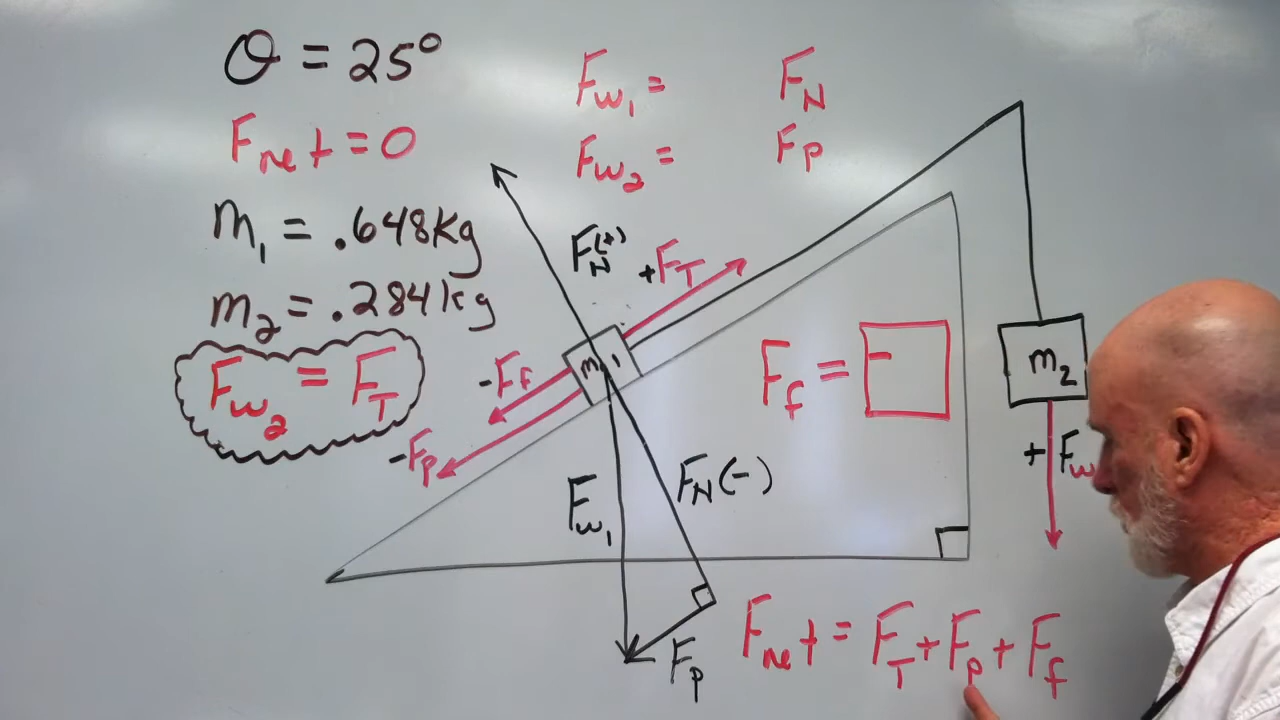 θ = 25°
Fnet = 0
m₁ = .648kg
m₂ = .284kg
Fw₂ = FT
Fw₁ =
Fw₂ =
FN
FP
FN(+)
+FT
-Ff
-FP
m₁
Fw₁
FN(-)
FP
Ff =
m₂
+ Fw
Fnet = FT + Fp + Ff